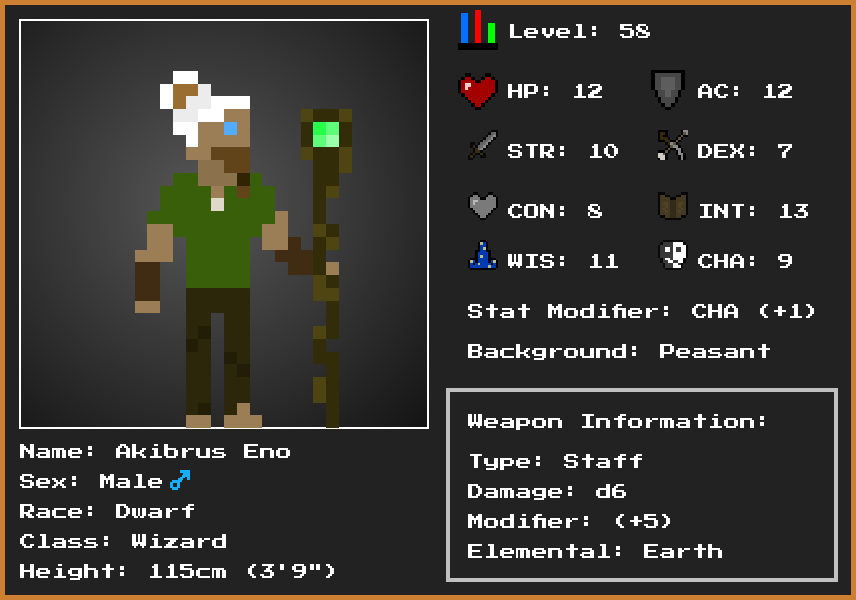 Level: 58
HP: 12 AC: 12
STR: 10 DEX: 7
CON: 8 INT: 13
WIS: 11 CHA: 9
Stat Modifier: CHA (+1)
Background: Peasant
Weapon Information:
Type: Staff
Damage: d6
Modifier: (+5)
Elemental: Earth
Name: Akibrus Eno
Sex: Male♂
Race: Dwarf
Class: Wizard
Height: 115cm (3'9")